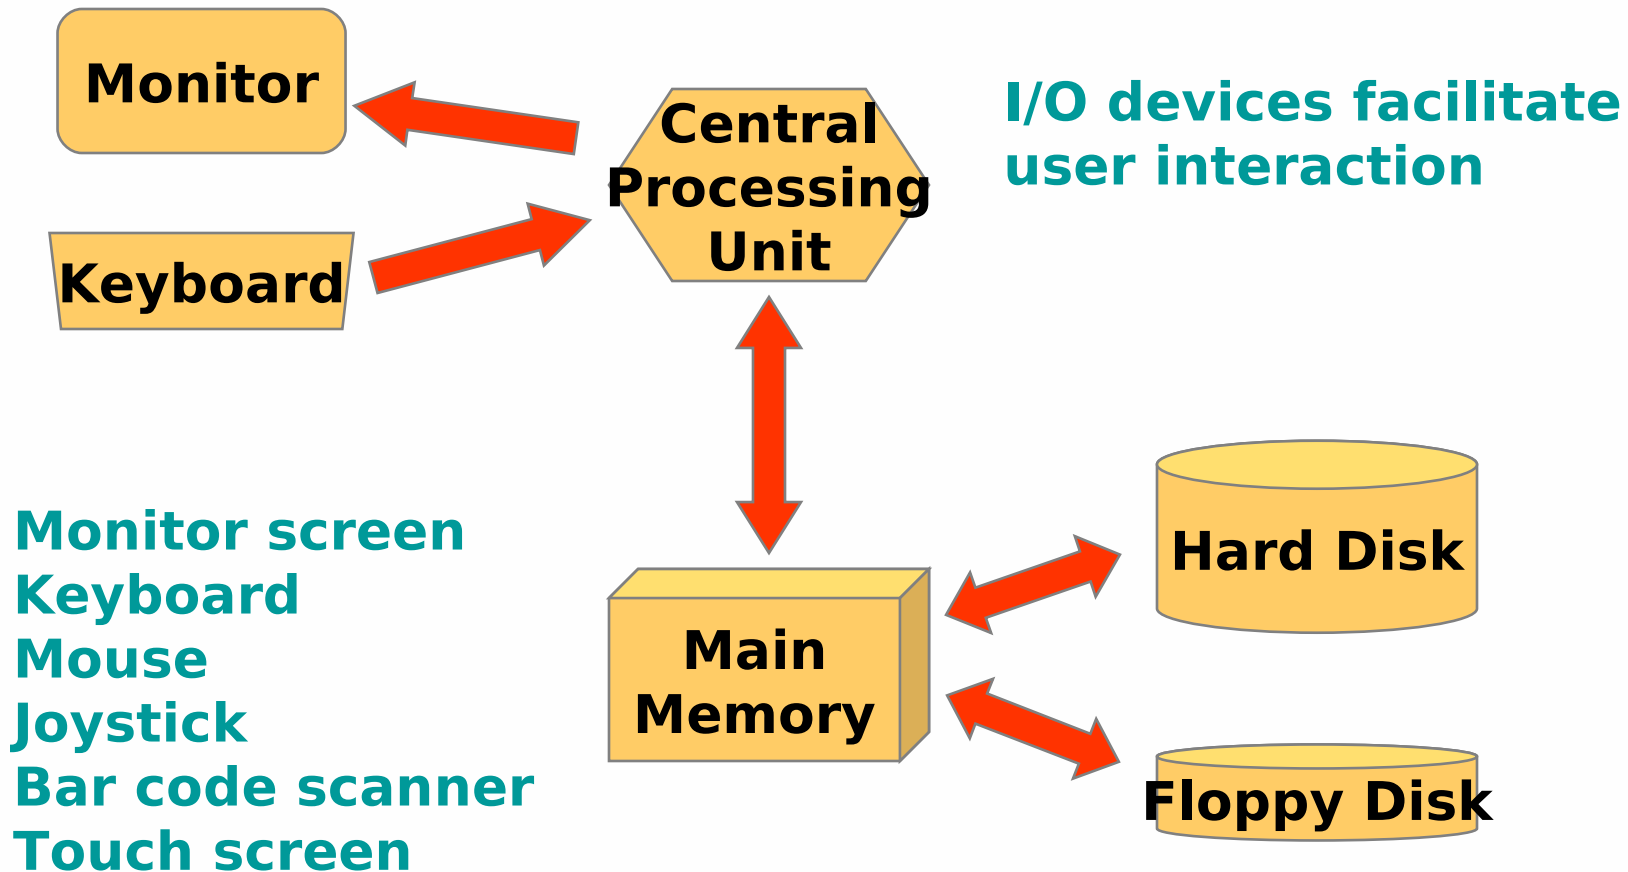 Monitor
Central
Processing
Unit
I/O devices facilitate
user interaction
Keyboard
Monitor screen
Keyboard
Mouse
Joystick
Bar code scanner
Touch screen
Main
Memory
Hard Disk
Floppy Disk